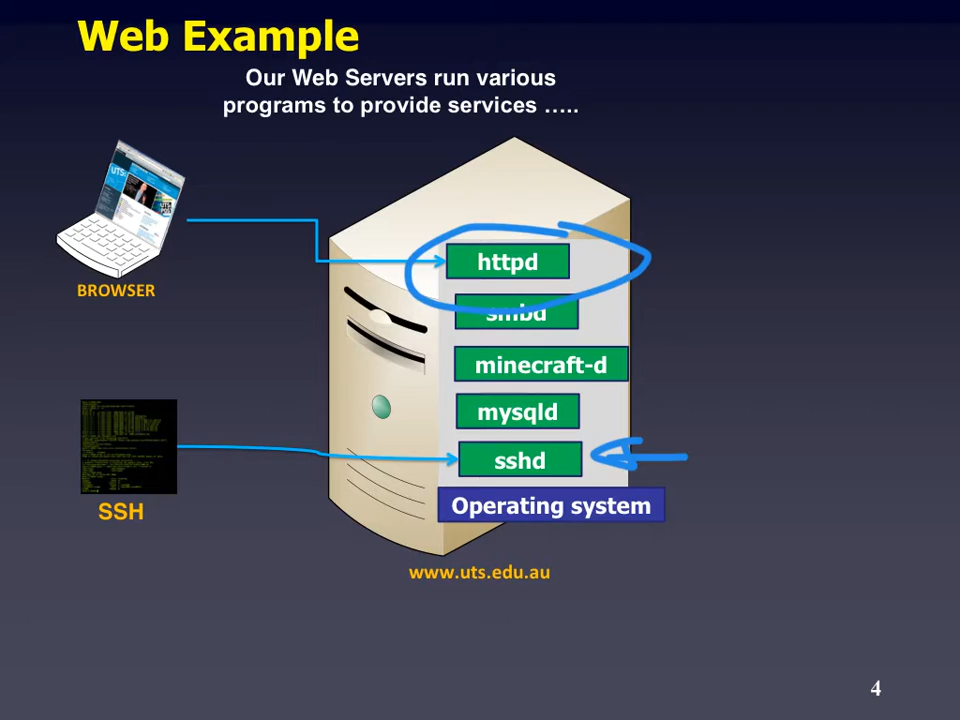 Web Example
Our Web Servers run various
programs to provide services …..
httpd
BROWSER
smbd
minecraft-d
mysqld
sshd
SSH
Operating system
www.uts.edu.au
4